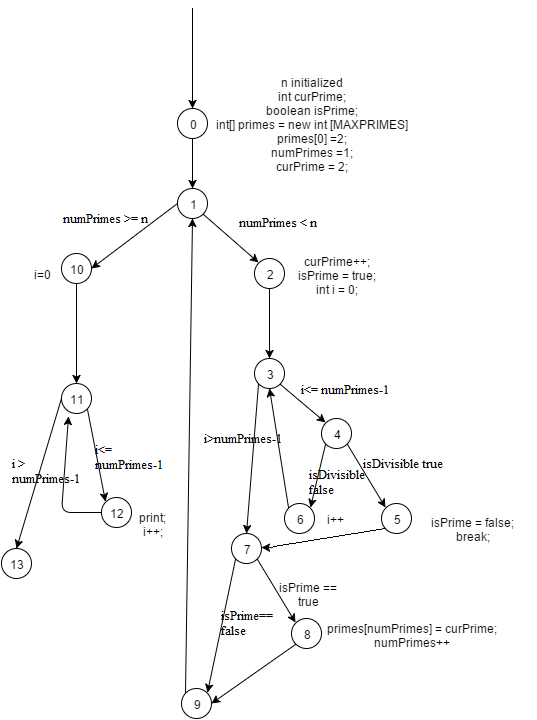 n initialized
int curPrime;
boolean isPrime;
0
int[] primes = new int [MAXPRIMES]
primes[0] =2;
numPrimes =1;
curPrime = 2;
1
numPrimes >= n
numPrimes < n
i=0
10
2
curPrime++;
isPrime = true;
int i = 0;
3
i<= numPrimes-1
11
4
i>numPrimes-1
i >
numPrimes-1
i<=
numPrimes-1
isDivisible true
isDivisible
false
12
print;
i++;
6
i++
5
isPrime = false;
break;
13
7
isPrime ==
true
isPrime==
false
8
primes[numPrimes] = curPrime;
numPrimes++
9